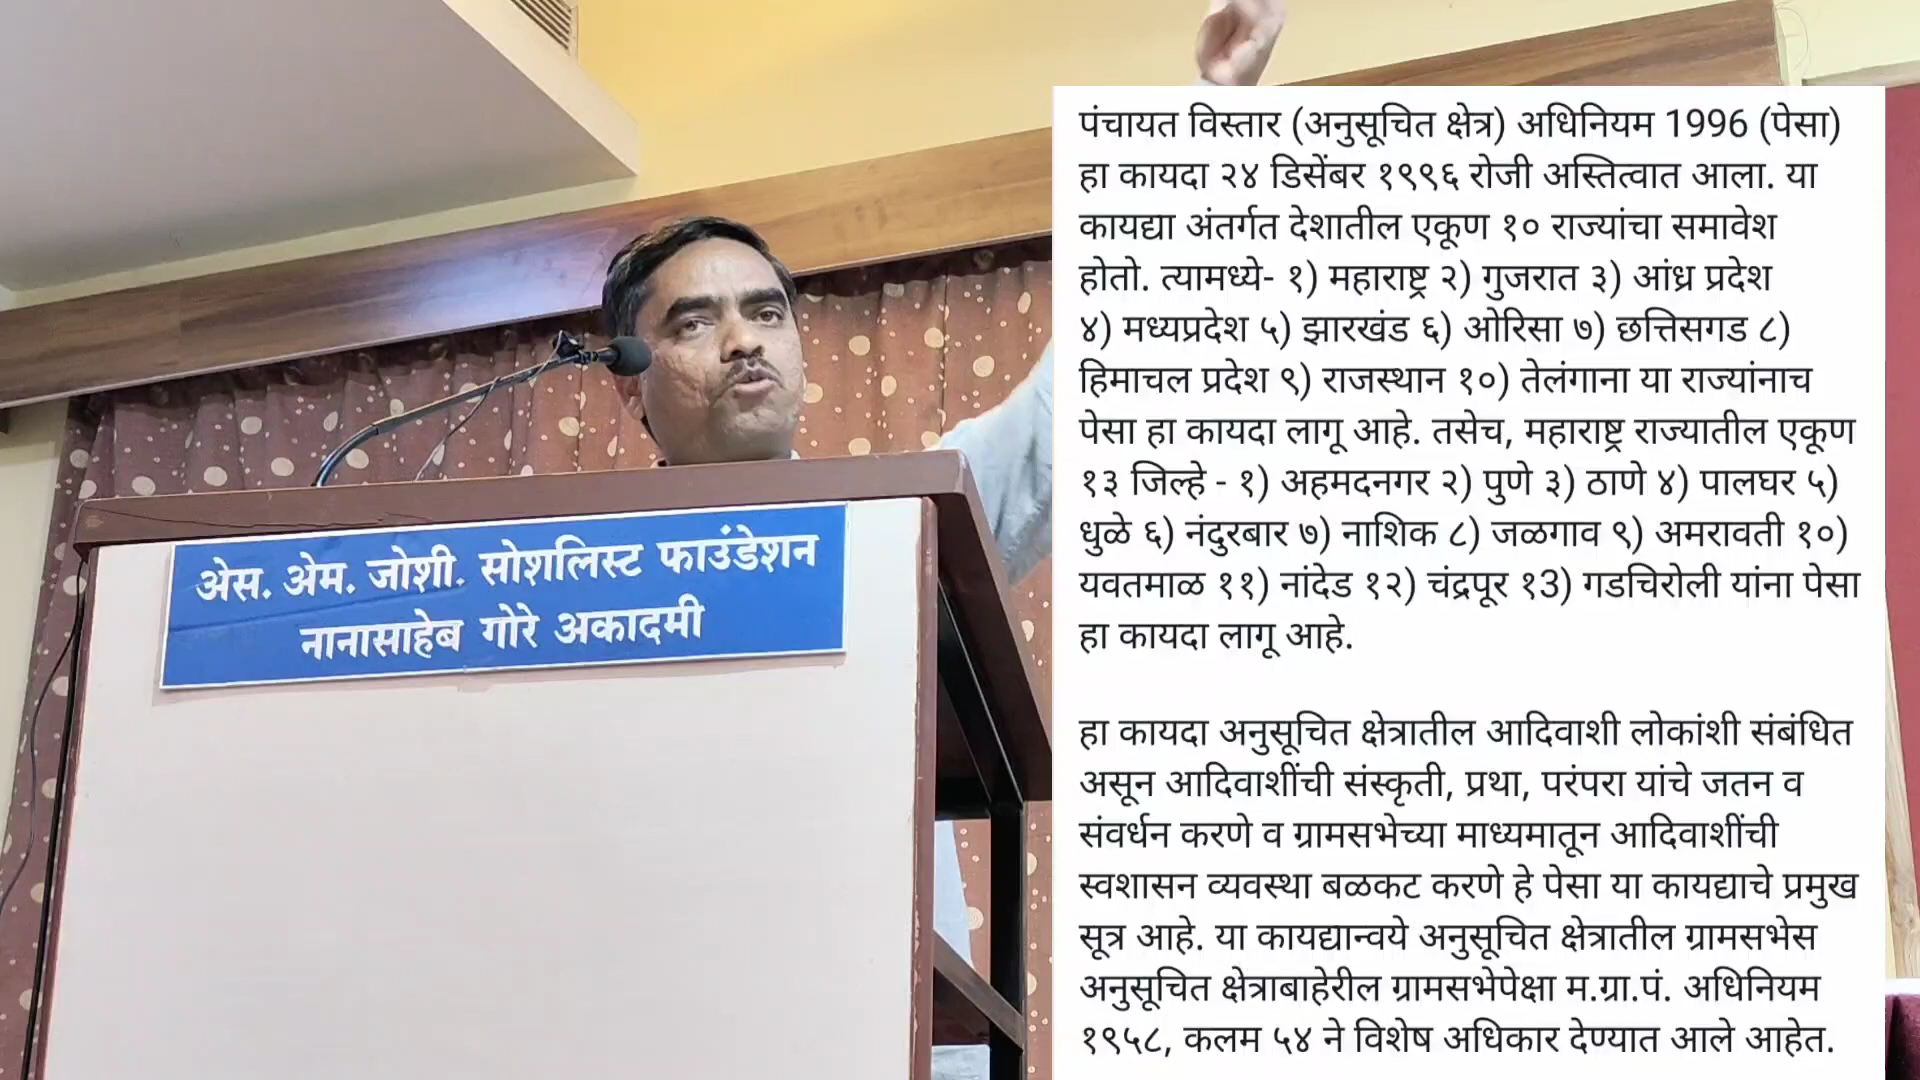 पंचायत विस्तार (अनुसूचित क्षेत्र) अधिनियम 1996 (पेसा)
हा कायदा २४ डिसेंबर १९९६ रोजी अस्तित्वात आला. या
कायद्या अंतर्गत देशातील एकूण १० राज्यांचा समावेश
होतो. त्यामध्ये- १) महाराष्ट्र २) गुजरात ३) आंध्र प्रदेश
४) मध्यप्रदेश ५) झारखंड ६) ओरिसा ७) छत्तिसगड ८)
हिमाचल प्रदेश ९) राजस्थान १०) तेलंगाना या राज्यांनाच
पेसा हा कायदा लागू आहे. तसेच, महाराष्ट्र राज्यातील एकूण
१३ जिल्हे - १) अहमदनगर २) पुणे ३) ठाणे ४) पालघर ५)
धुळे ६) नंदुरबार ७) नाशिक ८) जळगाव ९) अमरावती १०)
यवतमाळ ११) नांदेड १२) चंद्रपूर १3) गडचिरोली यांना पेसा
हा कायदा लागू आहे.
हा कायदा अनुसूचित क्षेत्रातील आदिवाशी लोकांशी संबंधित
असून आदिवाशींची संस्कृती, प्रथा, परंपरा यांचे जतन व
संवर्धन करणे व ग्रामसभेच्या माध्यमातून आदिवाशींची
स्वशासन व्यवस्था बळकट करणे हे पेसा या कायद्याचे प्रमुख
सूत्र आहे. या कायद्यान्वये अनुसूचित क्षेत्रातील ग्रामसभेस
अनुसूचित क्षेत्राबाहेरील ग्रामसभेपेक्षा म.ग्रा.पं. अधिनियम
१९५८, कलम ५४ ने विशेष अधिकार देण्यात आले आहेत.
अेस. अेम. जोशी. सोशलिस्ट फाउंडेशन
नानासाहेब गोरे अकादमी